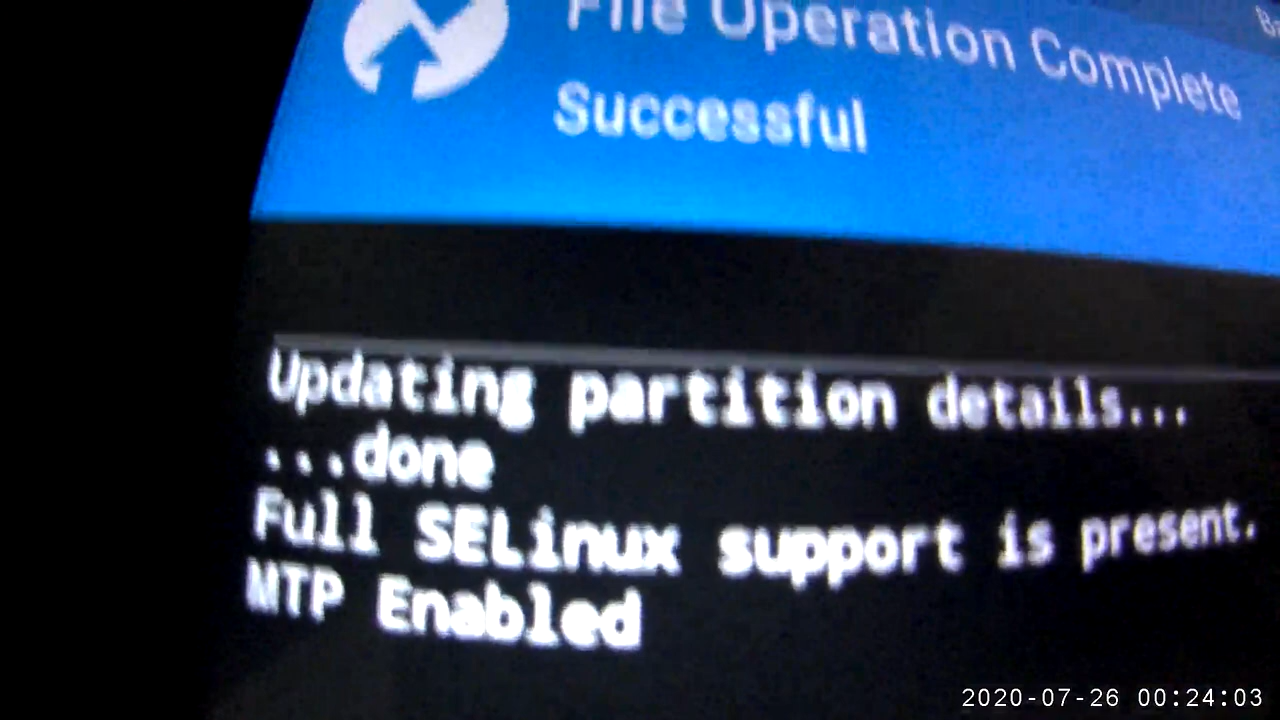 File Operation Complete
Successful
Updating partition details...
...done
Full SELinux support is present.
MTP Enabled
2020-07-26 00:24:03